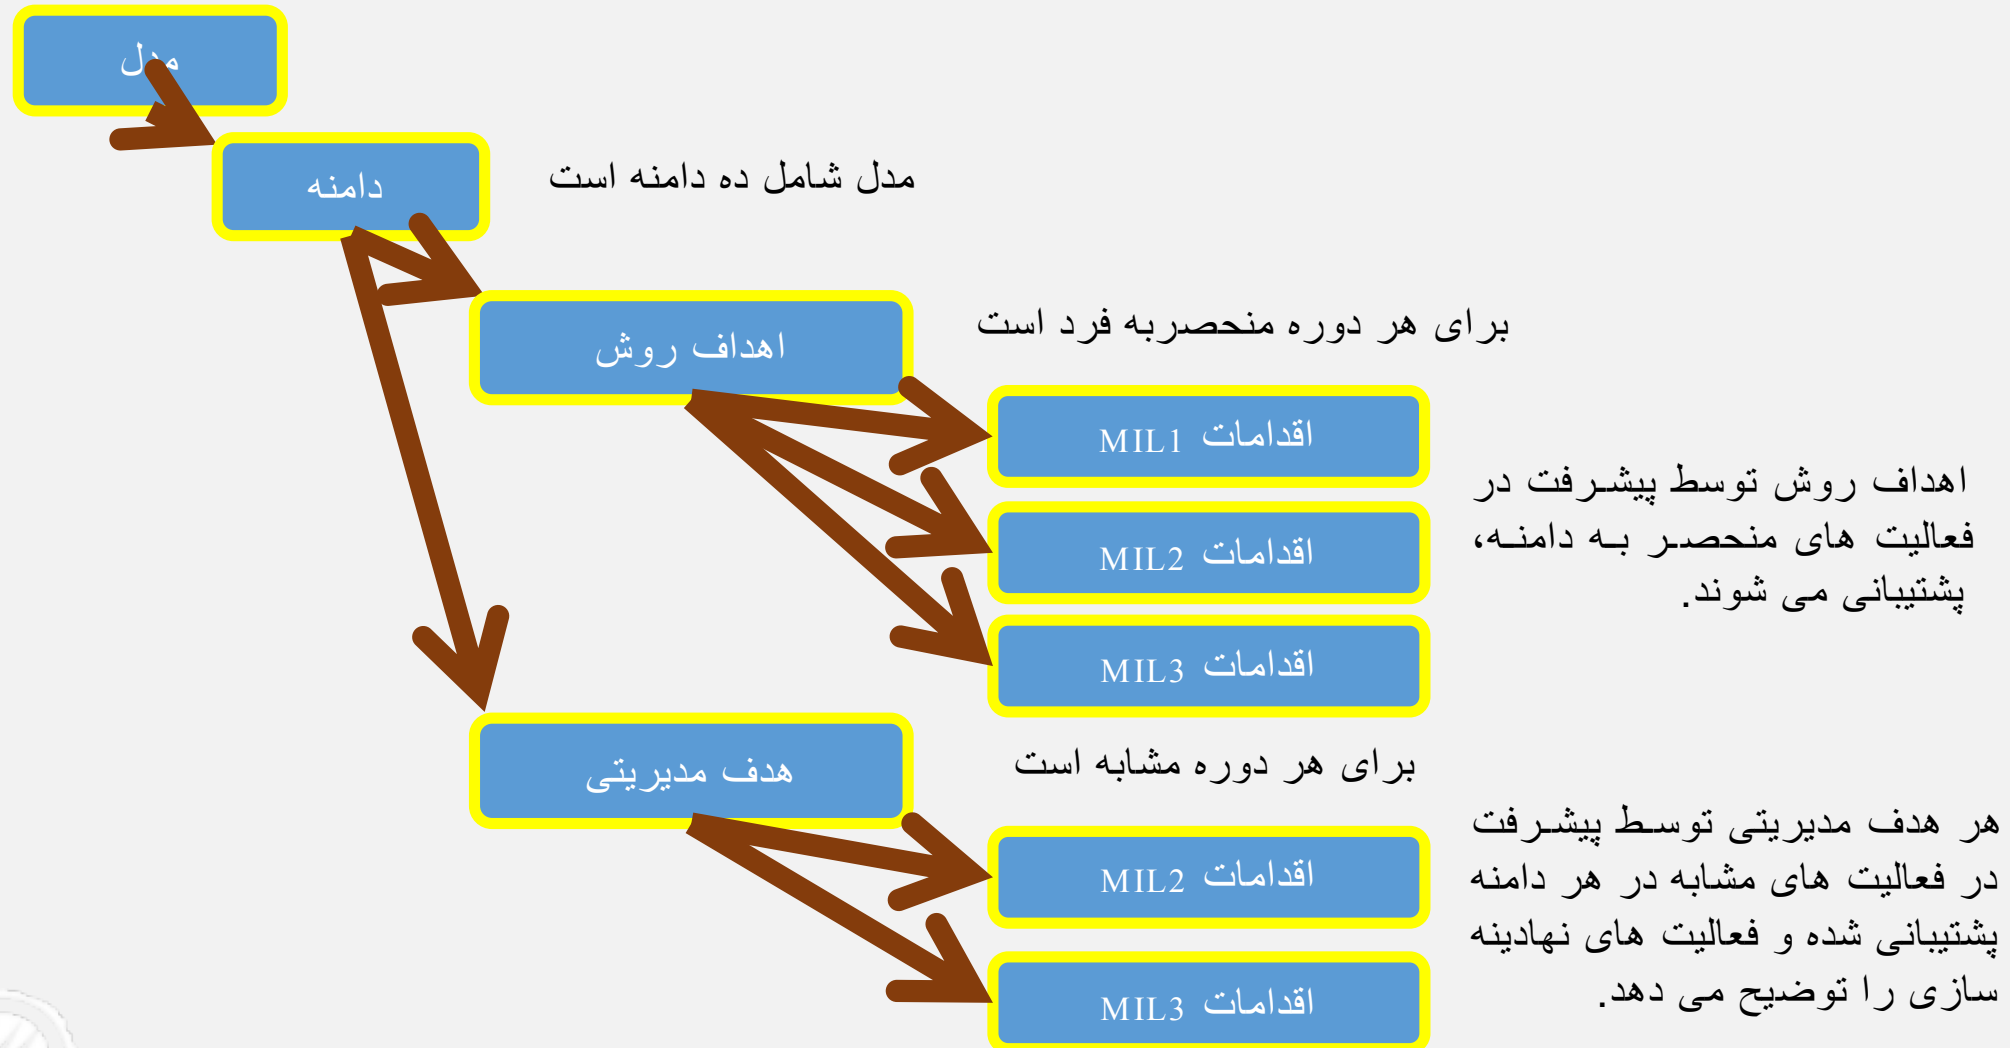 مدل
دامنه
مدل شامل ده دامنه است
اهداف روش
برای هر دوره منحصربه فرد است
اقدامات MIL1
اقدامات MIL2
اقدامات MIL3
اهداف روش توسط پیشرفت در
فعالیت های منحصر به دامنه،
پشتیبانی می شوند.
هدف مدیریتی
برای هر دوره مشابه است
اقدامات MIL2
اقدامات MIL3
هر هدف مدیریتی توسط پیشرفت
در فعالیت های مشابه در هر دامنه
پشتیبانی شده و فعالیت های نهادینه
سازی را توضیح می دهد.